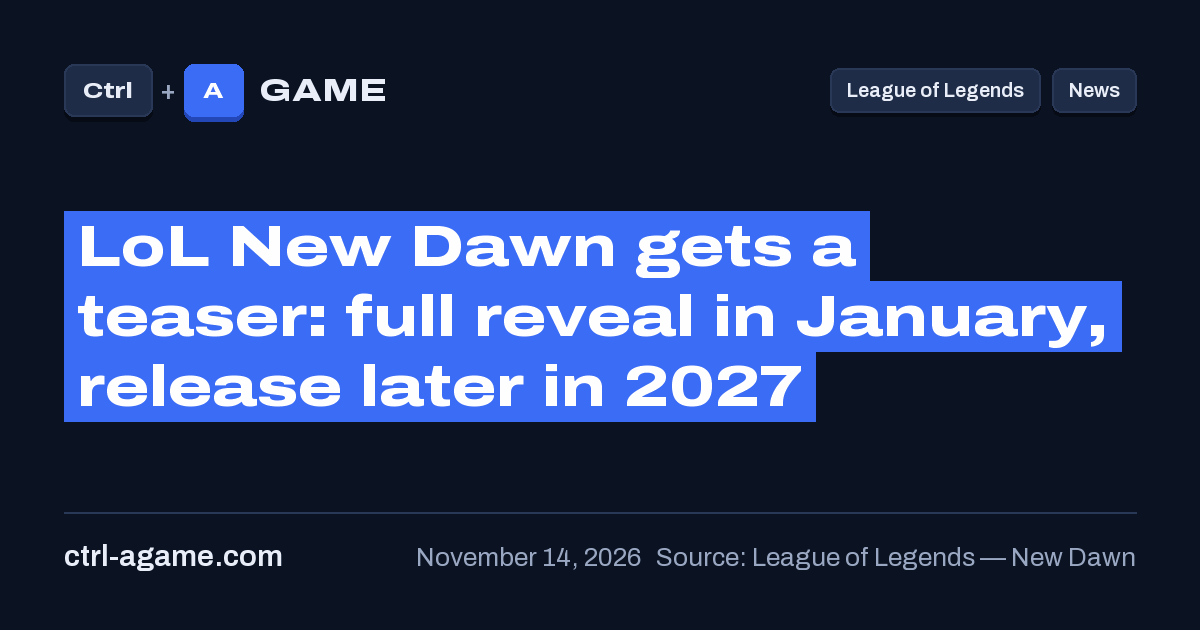 Ctrl + A GAME
League of Legends News
LoL New Dawn gets a
teaser: full reveal in January,
release later in 2027
ctrl-agame.com
November 14, 2026 Source: League of Legends — New Dawn